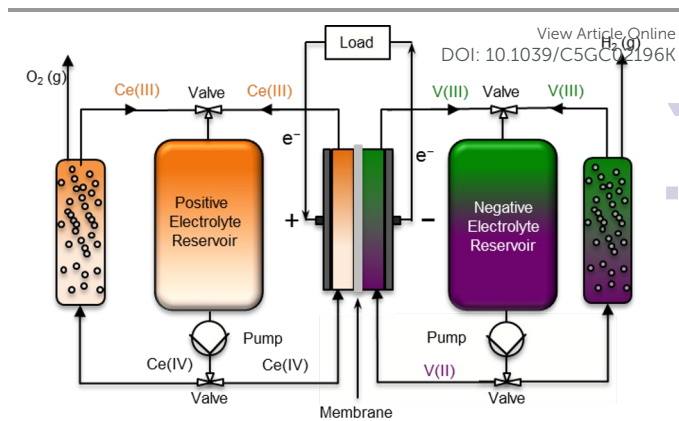 View Article Online
DOI: 10.1039/C5GC02196K
H₂ (g)
Load
O₂ (g)
Ce(III)
Valve
Ce(III)
V(III)
Valve
V(III)
e⁻
e⁻
Positive
Electrolyte
Reservoir
+
−
Negative
Electrolyte
Reservoir
Pump
Pump
Ce(IV)
Ce(IV)
V(II)
Valve
Valve
Membrane